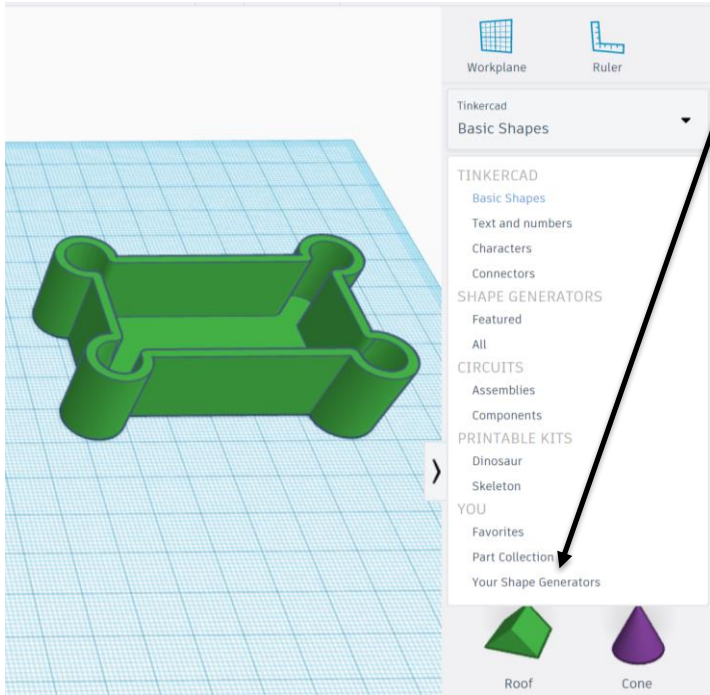 Workplane Ruler
Tinkercad
Basic Shapes
TINKERCAD
Basic Shapes
Text and numbers
Characters
Connectors
SHAPE GENERATORS
Featured
All
CIRCUITS
Assemblies
Components
PRINTABLE KITS
Dinosaur
Skeleton
YOU
Favorites
Part Collection
Your Shape Generators
Roof Cone